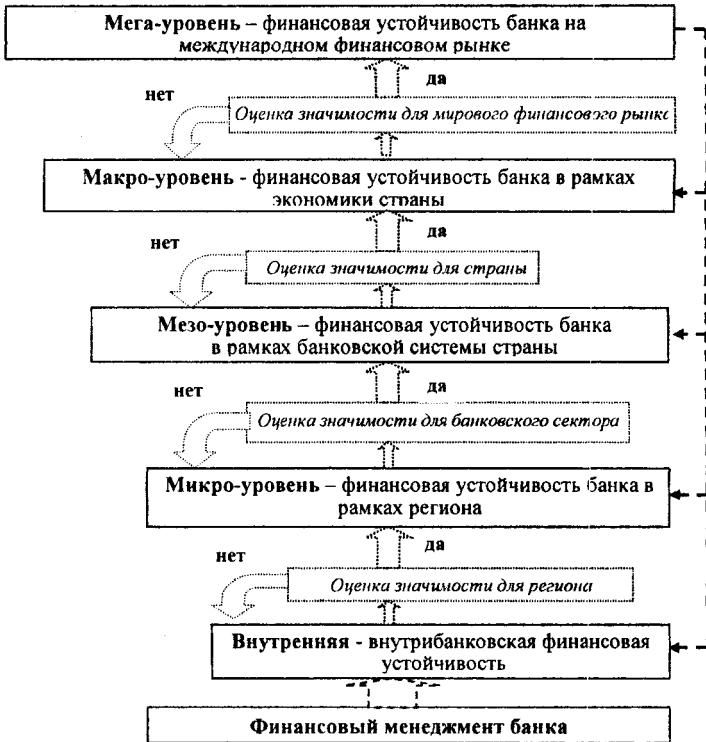 Мега-уровень – финансовая устойчивость банка на
международном финансовом рынке
да
нет
Оценка значимости для мирового финансового рынка
Макро-уровень - финансовая устойчивость банка в рамках
экономики страны
да
нет
Оценка значимости для страны
Мезо-уровень – финансовая устойчивость банка
в рамках банковской системы страны
да
нет
Оценка значимости для банковского сектора
Микро-уровень – финансовая устойчивость банка в
рамках региона
да
нет
Оценка значимости для региона
Внутренняя - внутрибанковская финансовая
устойчивость
Финансовый менеджмент банка